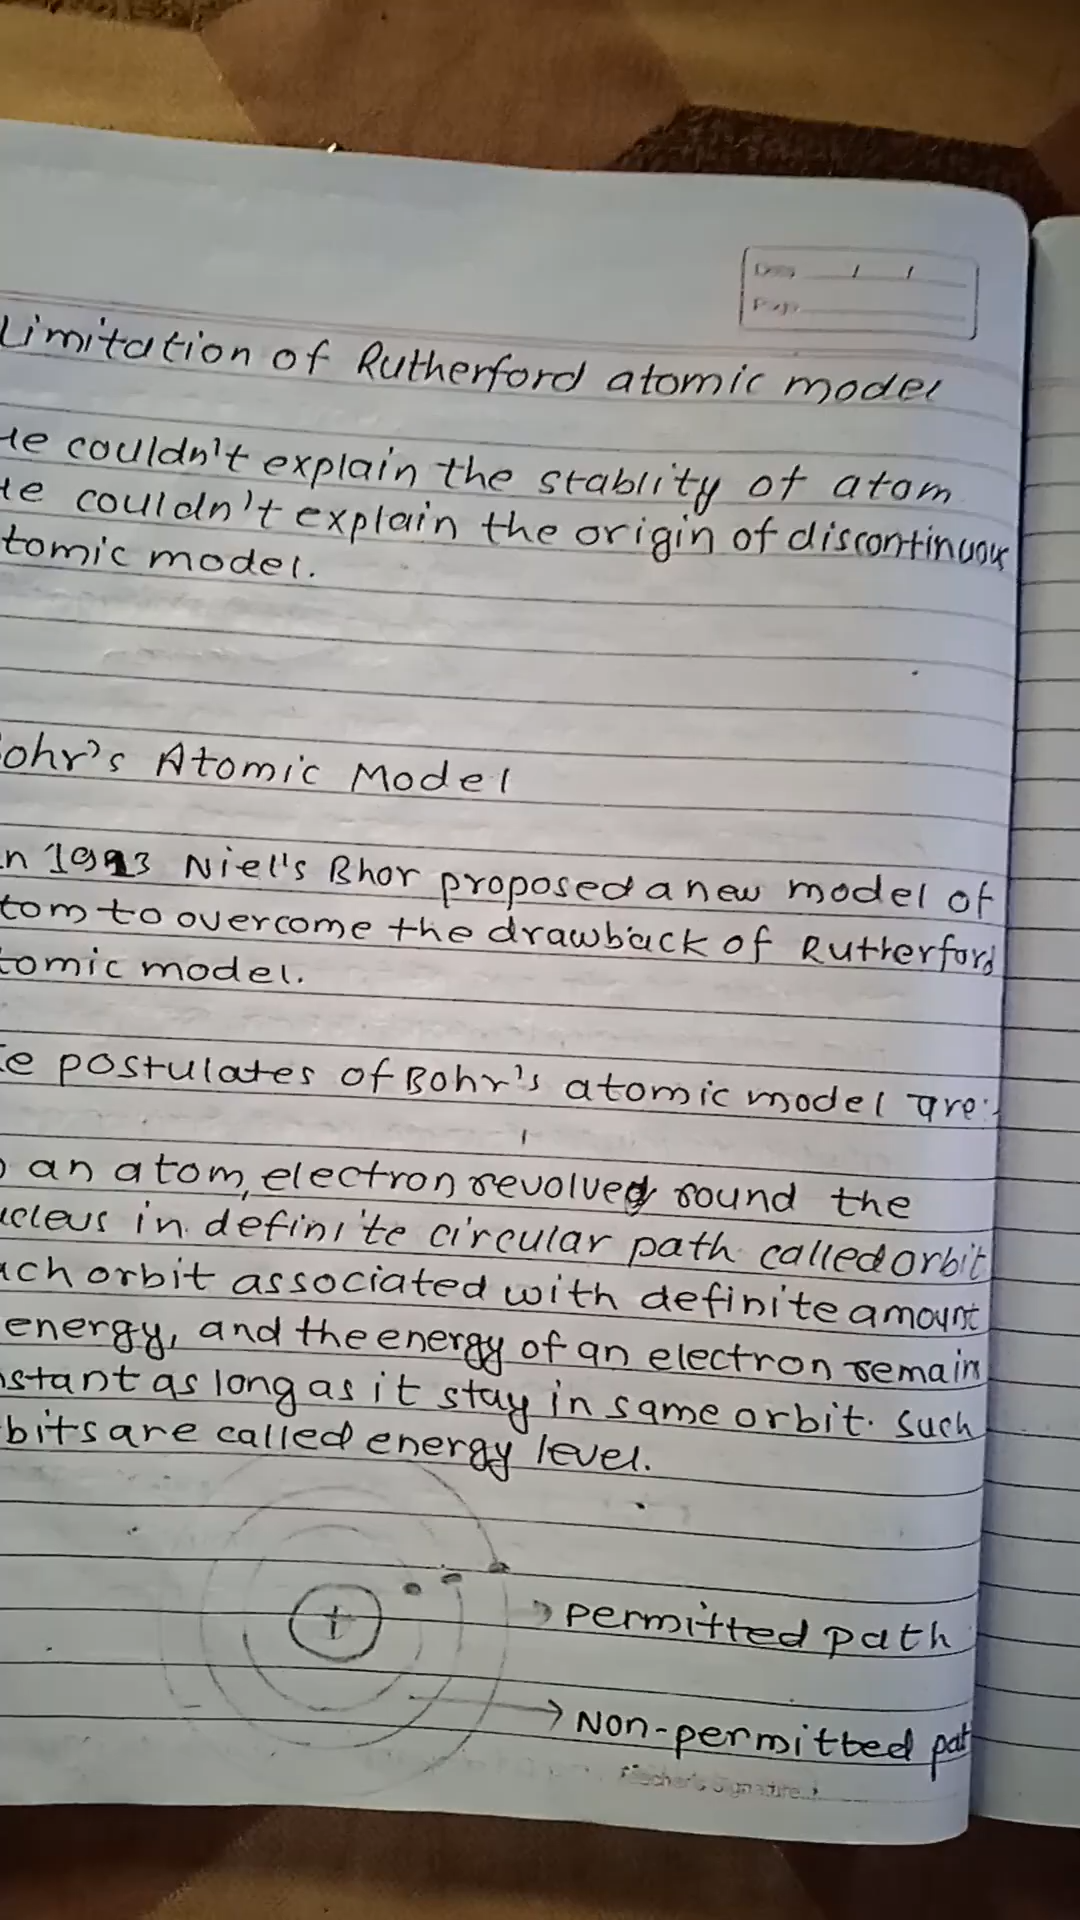 Date / /
Page
Limitation of Rutherford atomic model
He couldn't explain the stablity of atom
He couldn't explain the origin of discontinuous
tomic model.
Bohr's Atomic Model
In 1913 Niel's Bhor proposed a new model of
tom to overcome the drawback of Rutherford
tomic model.
postulates of Bohr's atomic model are:-
an atom, electron revolved round the
ucleus in definite circular path called orbit
ach orbit associated with definite amount
energy, and the energy of an electron remain
nstant as long as it stay in same orbit. Such
bits are called energy level.
+
→ permitted path
→ Non-permitted pat
Teacher's Signature